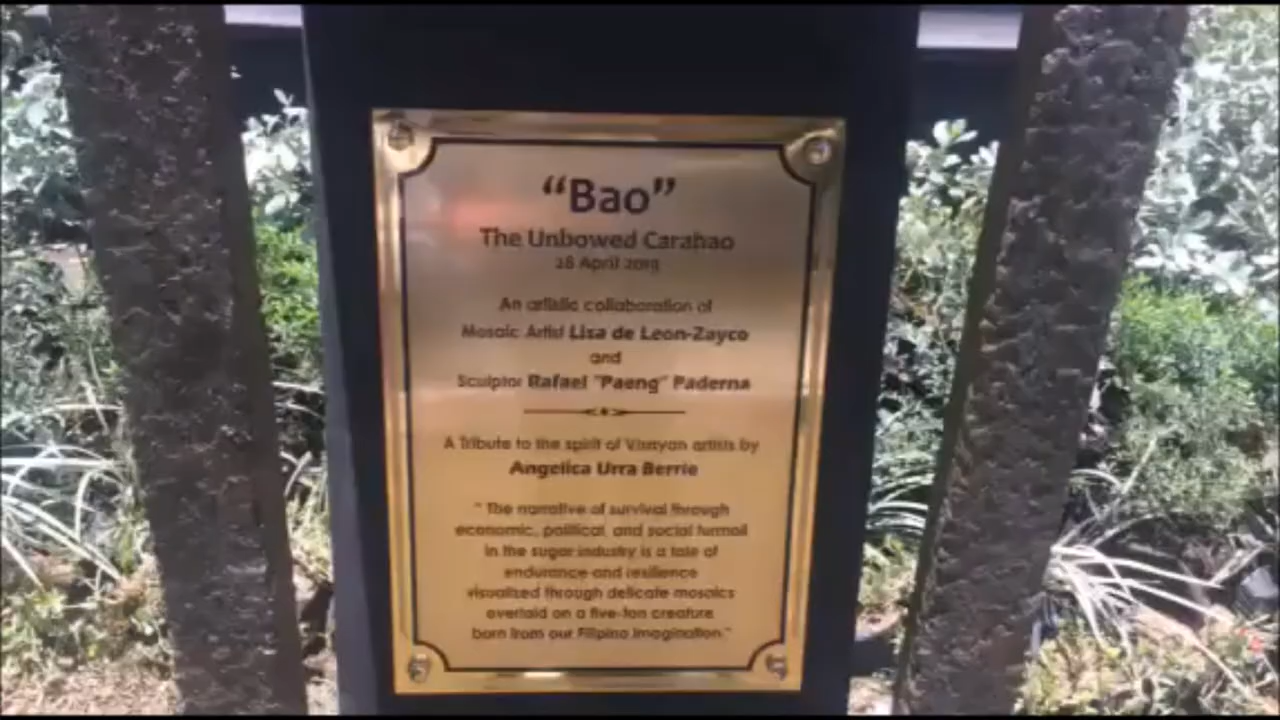 “Bao”
The Unbowed Carabao
28 April 2019
An artistic collaboration of
Mosaic Artist Lisa de Leon-Zayco
and
Sculptor Rafael "Paeng" Paderna
A Tribute to the spirit of Visayan artists by
Angelica Urra Berrie
" The narrative of survival through
economic, political, and social turmoil
in the sugar industry is a tale of
endurance and resilience
visualized through delicate mosaics
overlaid on a five-ton creature
born from our Filipino imagination "